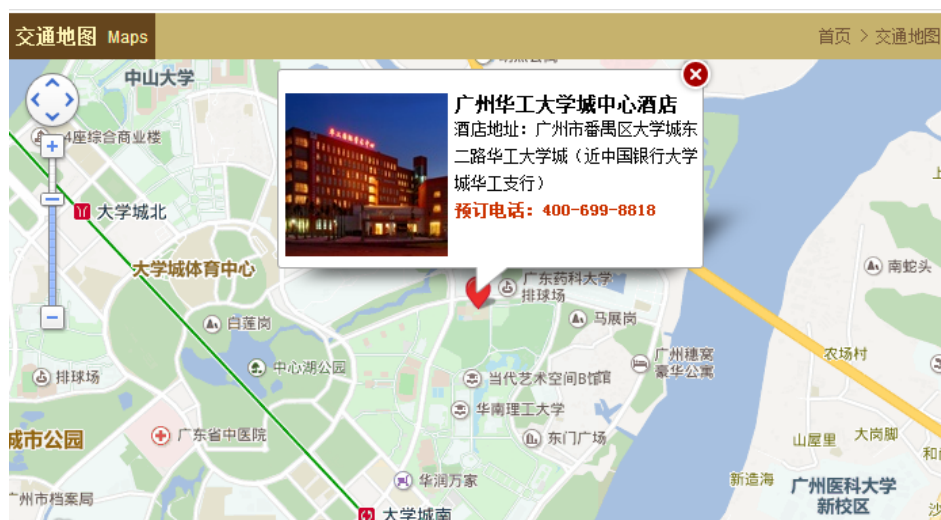 交通地图 Maps
首页 > 交通地图
中山大学
4座综合商业楼
大学城北
大学城体育中心
白莲岗
中心湖公园
排球场
城市公园
广东省中医院
广州市档案局
华润万家
大学城南
广州华工大学城中心酒店
酒店地址：广州市番禺区大学城东
二路华工大学城（近中国银行大学
城华工支行）
预订电话：400-699-8818
广东药科大学
排球场
马展岗
当代艺术空间B馆
华南理工大学
东门广场
广州穗窝
豪华公寓
南蛇头
农场村
山屋里
大岗脚
新造海
广州医科大学
新校区